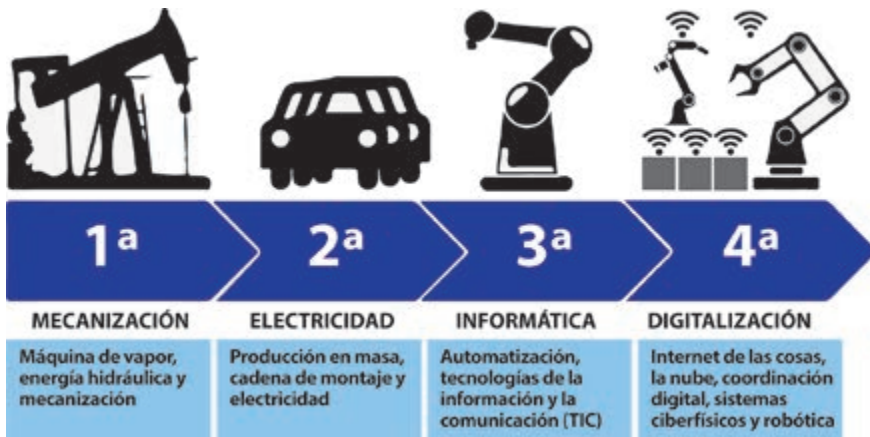 1ª
2ª
3ª
4ª
MECANIZACIÓN
Máquina de vapor,
energía hidráulica y
mecanización
ELECTRICIDAD
Producción en masa,
cadena de montaje y
electricidad
INFORMÁTICA
Automatización,
tecnologías de la
información y la
comunicación (TIC)
DIGITALIZACIÓN
Internet de las cosas,
la nube, coordinación
digital, sistemas
ciberfísicos y robótica